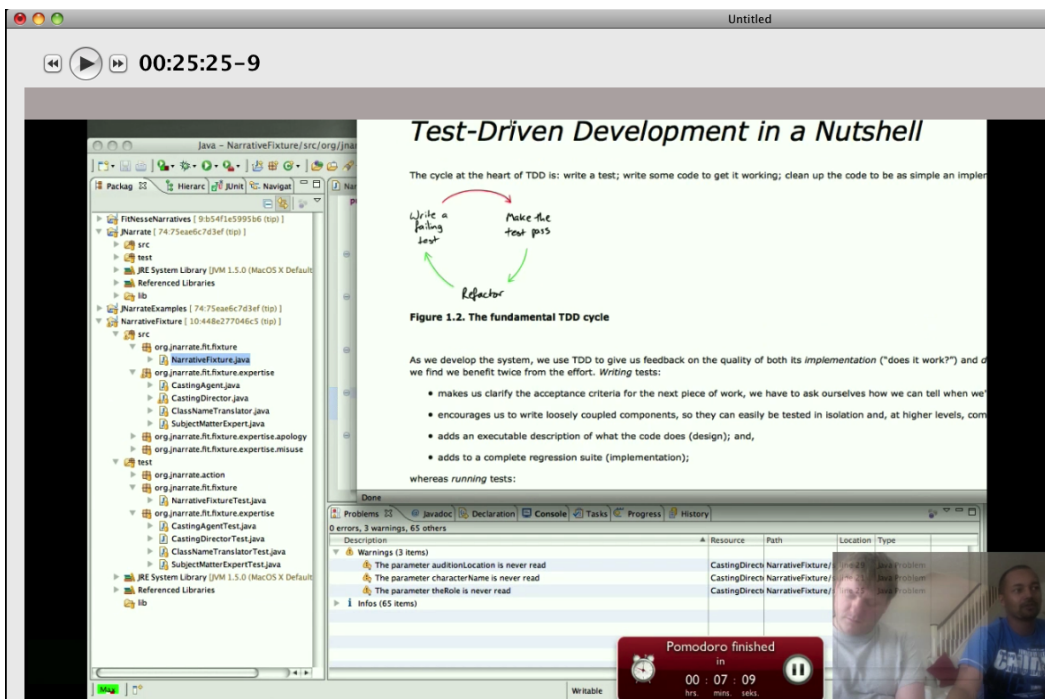 Untitled
00:25:25-9
Test-Driven Development in a Nutshell
Java - NarrativeFixture/src/org/jnar
The cycle at the heart of TDD is: write a test; write some code to get it working; clean up the code to be as simple an implem
Packag Hierarc JUnit Navigat
Write a failing test
Make the test pass
Refactor
Figure 1.2. The fundamental TDD cycle
As we develop the system, we use TDD to give us feedback on the quality of both its implementation ("does it work?") and d
we find we benefit twice from the effort. Writing tests:
• makes us clarify the acceptance criteria for the next piece of work, we have to ask ourselves how we can tell when we'
• encourages us to write loosely coupled components, so they can easily be tested in isolation and, at higher levels, com
• adds an executable description of what the code does (design); and,
• adds to a complete regression suite (implementation);
whereas running tests:
Done
FitNesseNarratives [ 9:b54f1e5995b6 (tip) ]
JNarrate [ 74:75eae6c7d3ef (tip) ]
src
test
JRE System Library [JVM 1.5.0 (MacOS X Default
Referenced Libraries
lib
JNarrateExamples [ 74:75eae6c7d3ef (tip) ]
NarrativeFixture [ 10:448e277046c5 (tip) ]
src
org.jnarrate.fit.fixture
NarrativeFixture.java
org.jnarrate.fit.fixture.expertise
CastingAgent.java
CastingDirector.java
ClassNameTranslator.java
SubjectMatterExpert.java
org.jnarrate.fit.fixture.expertise.apology
org.jnarrate.fit.fixture.expertise.misuse
test
org.jnarrate.action
org.jnarrate.fit.fixture
NarrativeFixtureTest.java
org.jnarrate.fit.fixture.expertise
CastingAgentTest.java
CastingDirectorTest.java
ClassNameTranslatorTest.java
SubjectMatterExpertTest.java
JRE System Library [JVM 1.5.0 (MacOS X Default
Referenced Libraries
lib
Problems Javadoc Declaration Console Tasks Progress History
0 errors, 3 warnings, 65 others
Description Resource Path Location Type
Warnings (3 items)
The parameter auditionLocation is never read CastingDirect NarrativeFixture/ Java Problem
The parameter characterName is never read CastingDirect NarrativeFixture/ Java Problem
The parameter theRole is never read CastingDirect NarrativeFixture/ Java Problem
Infos (65 items)
Pomodoro finished
in
00 : 07 : 09
hrs. mins. seks.
Writable